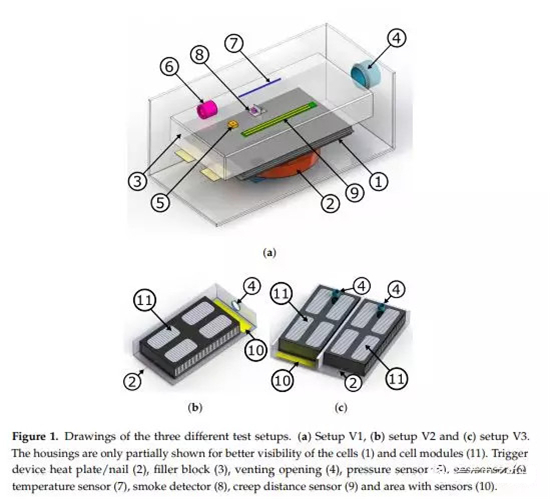 7
4
8
6
3
5
2
9
1
(a)
11
4
10
2
(b)
4
4
11
10
2
11
(c)
Figure 1. Drawings of the three different test setups. (a) Setup V1, (b) setup V2 and (c) setup V3.
The housings are only partially shown for better visibility of the cells (1) and cell modules (11). Trigger
device heat plate/nail (2), filler block (3), venting opening (4), pressure sensor
temperature sensor (7), smoke detector (8), creep distance sensor (9) and area with sensors (10).